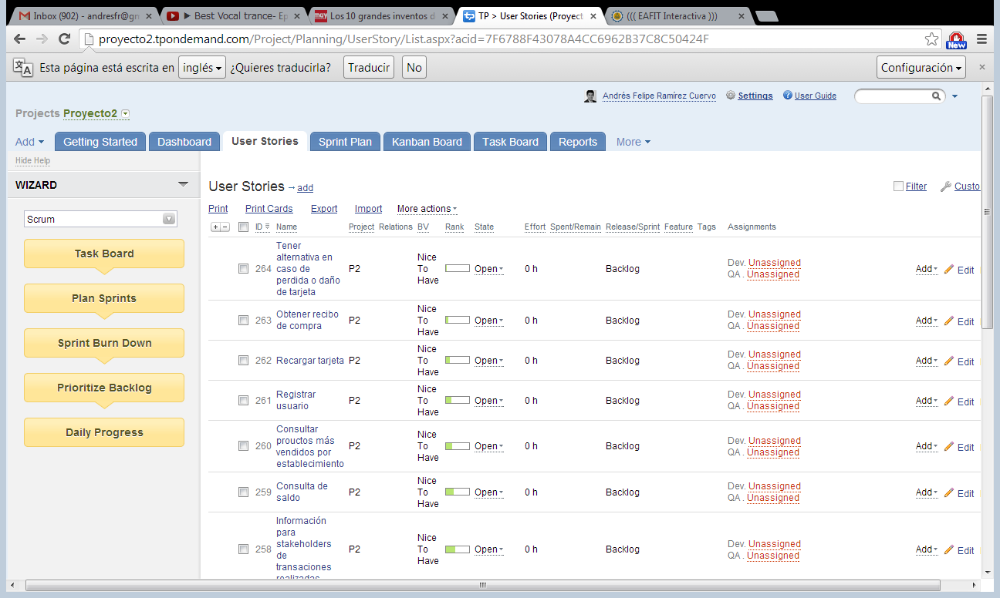 Inbox (902) - andresfr@gm
▶ Best Vocal trance- Ep
Los 10 grandes inventos d
TP > User Stories (Proyect
((( EAFIT Interactiva )))
proyecto2.tpondemand.com/Project/Planning/UserStory/List.aspx?acid=7F6788F43078A4CC6962B37C8C50424F
New
Esta página está escrita en inglés ¿Quieres traducirla? Traducir No Configuración
Andrés Felipe Ramírez Cuervo Settings User Guide
Projects Proyecto2
Add Getting Started Dashboard User Stories Sprint Plan Kanban Board Task Board Reports More
Hide Help
WIZARD
Scrum
Task Board
Plan Sprints
Sprint Burn Down
Prioritize Backlog
Daily Progress
User Stories → add
Filter Custo
Print Print Cards Export Import More actions
ID Name Project Relations BV Rank State Effort Spent/Remain Release/Sprint Feature Tags Assignments
264
Tener
alternativa en
caso de
perdida o daño
de tarjeta
P2
Nice
To
Have
Open
0 h
Backlog
Dev. Unassigned
QA . Unassigned
Add Edit
263
Obtener recibo
de compra
P2
Nice
To
Have
Open
0 h
Backlog
Dev. Unassigned
QA . Unassigned
Add Edit
262
Recargar tarjeta
P2
Nice
To
Have
Open
0 h
Backlog
Dev. Unassigned
QA . Unassigned
Add Edit
261
Registrar
usuario
P2
Nice
To
Have
Open
0 h
Backlog
Dev. Unassigned
QA . Unassigned
Add Edit
260
Consultar
prouctos más
vendidos por
establecimiento
P2
Nice
To
Have
Open
0 h
Backlog
Dev. Unassigned
QA . Unassigned
Add Edit
259
Consulta de
saldo
P2
Nice
To
Have
Open
0 h
Backlog
Dev. Unassigned
QA . Unassigned
Add Edit
258
Información
para
stakeholders
de
transacciones
realizadas
P2
Nice
To
Have
Open
0 h
Backlog
Dev. Unassigned
QA . Unassigned
Add Edit